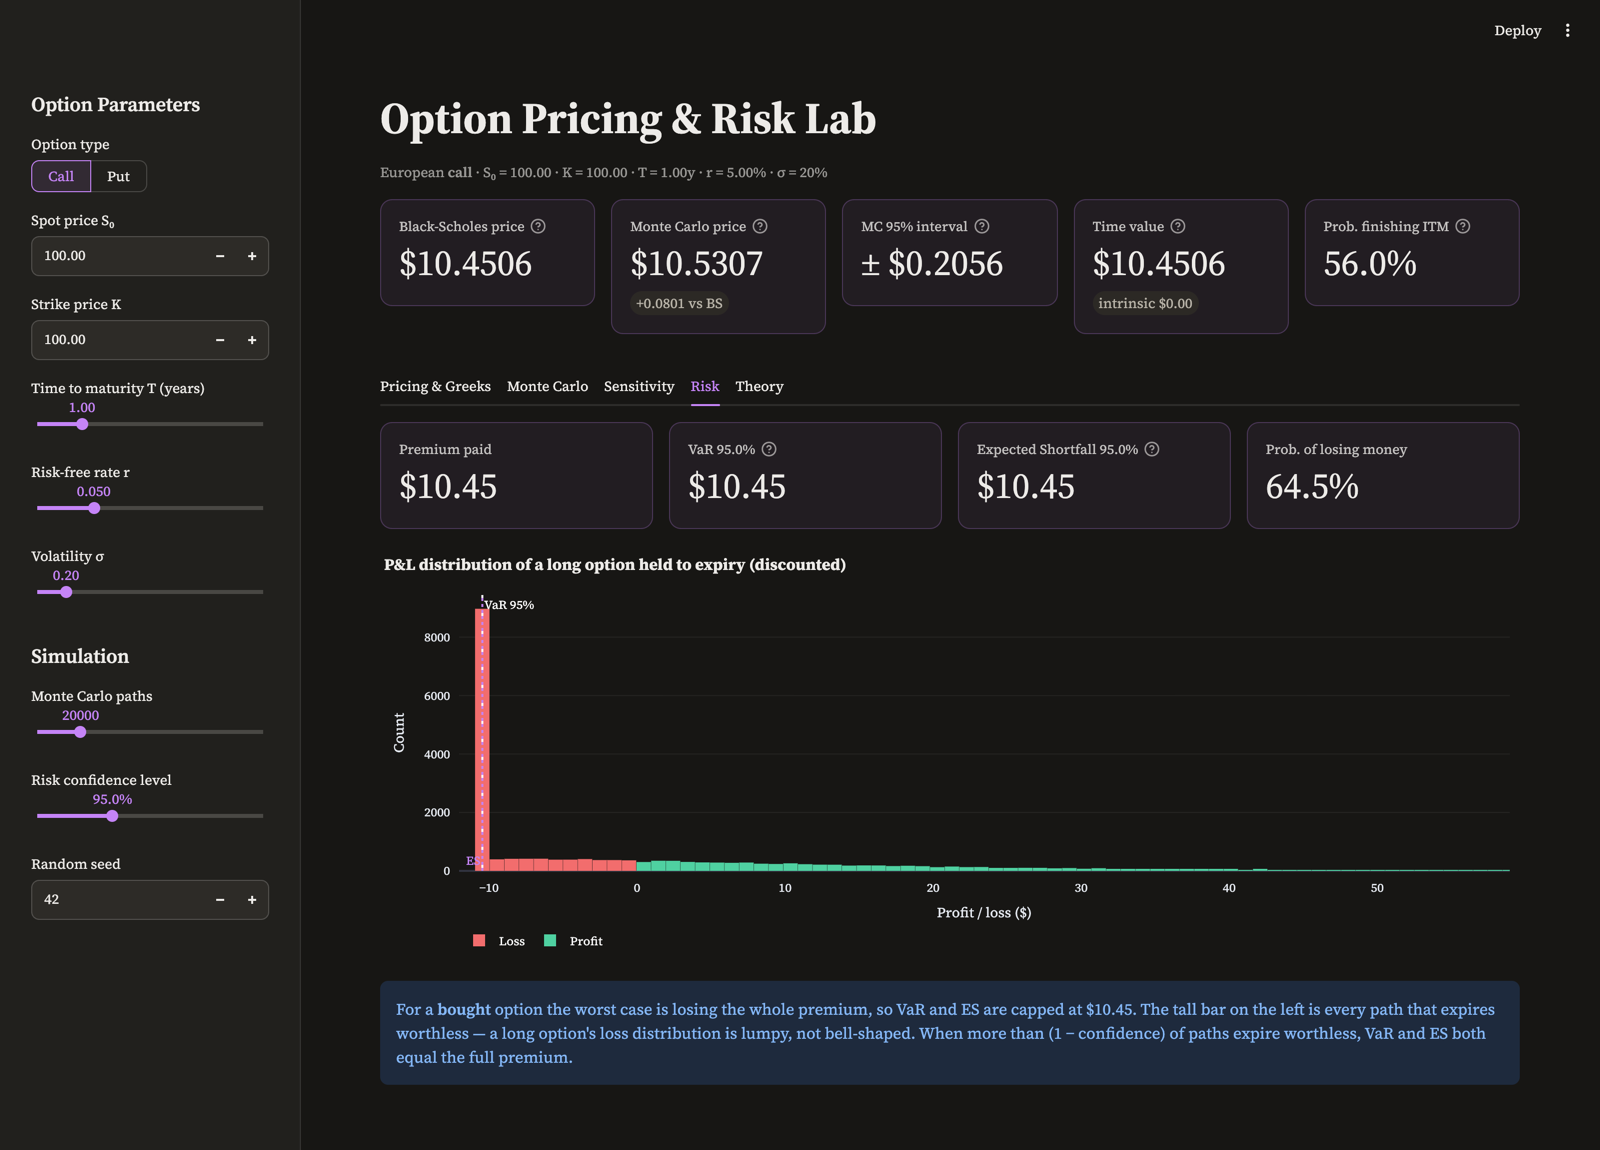 Deploy
Option Parameters
Option type
Call Put
Spot price S₀
100.00 − +
Strike price K
100.00 − +
Time to maturity T (years)
1.00
Risk-free rate r
0.050
Volatility σ
0.20
Simulation
Monte Carlo paths
20000
Risk confidence level
95.0%
Random seed
42 − +
Option Pricing & Risk Lab
European call · S₀ = 100.00 · K = 100.00 · T = 1.00y · r = 5.00% · σ = 20%
Black-Scholes price ?
$10.4506
Monte Carlo price ?
$10.5307
+0.0801 vs BS
MC 95% interval ?
± $0.2056
Time value ?
$10.4506
intrinsic $0.00
Prob. finishing ITM ?
56.0%
Pricing & Greeks Monte Carlo Sensitivity Risk Theory
Premium paid
$10.45
VaR 95.0% ?
$10.45
Expected Shortfall 95.0% ?
$10.45
Prob. of losing money
64.5%
P&L distribution of a long option held to expiry (discounted)
VaR 95%
8000
6000
4000
2000
0
Count
ES
−10 0 10 20 30 40 50
Profit / loss ($)
Loss Profit
For a bought option the worst case is losing the whole premium, so VaR and ES are capped at $10.45. The tall bar on the left is every path that expires
worthless — a long option's loss distribution is lumpy, not bell-shaped. When more than (1 − confidence) of paths expire worthless, VaR and ES both
equal the full premium.